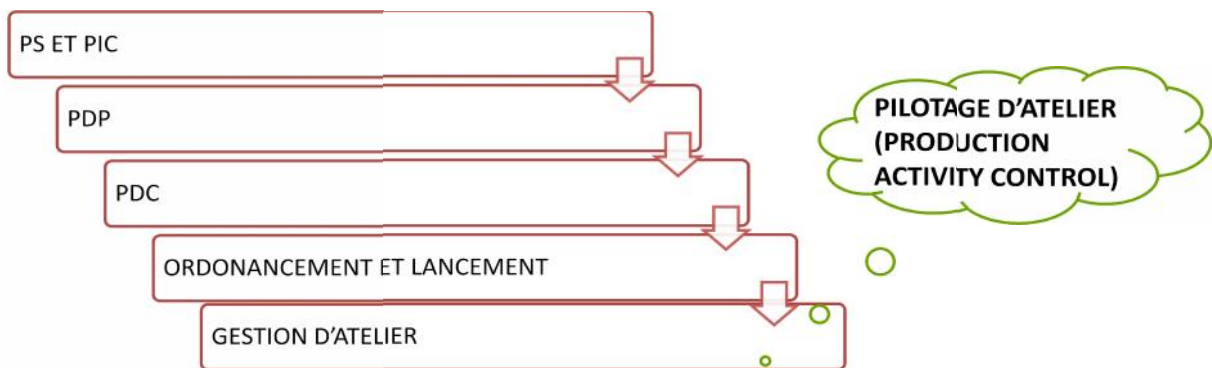 PS ET PIC
PDP
PDC
ORDONANCEMENT ET LANCEMENT
GESTION D'ATELIER
PILOTAGE D'ATELIER
(PRODUCTION
ACTIVITY CONTROL)